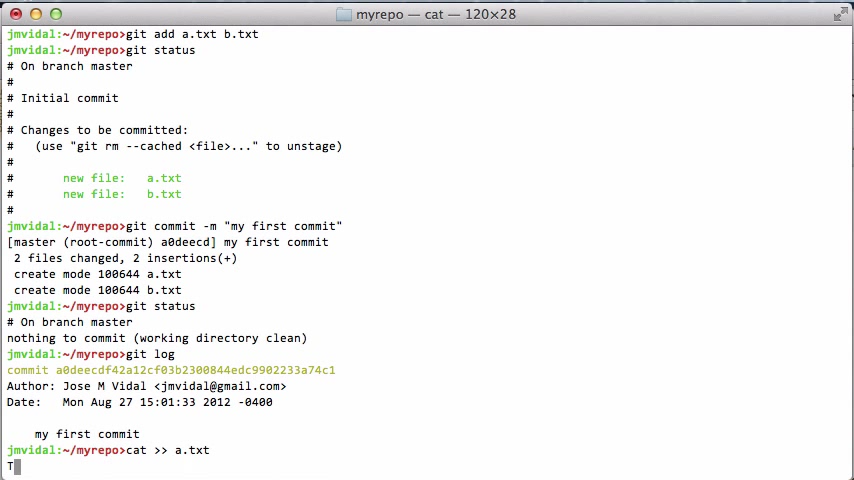 myrepo — cat — 120×28
jmvidal:~/myrepo>git add a.txt b.txt
jmvidal:~/myrepo>git status
# On branch master
#
# Initial commit
#
# Changes to be committed:
#   (use "git rm --cached <file>..." to unstage)
#
#       new file:   a.txt
#       new file:   b.txt
#
jmvidal:~/myrepo>git commit -m "my first commit"
[master (root-commit) a0deecd] my first commit
 2 files changed, 2 insertions(+)
 create mode 100644 a.txt
 create mode 100644 b.txt
jmvidal:~/myrepo>git status
# On branch master
nothing to commit (working directory clean)
jmvidal:~/myrepo>git log
commit a0deecdf42a12cf03b2300844edc9902233a74c1
Author: Jose M Vidal <jmvidal@gmail.com>
Date:   Mon Aug 27 15:01:33 2012 -0400
    my first commit
jmvidal:~/myrepo>cat >> a.txt
T